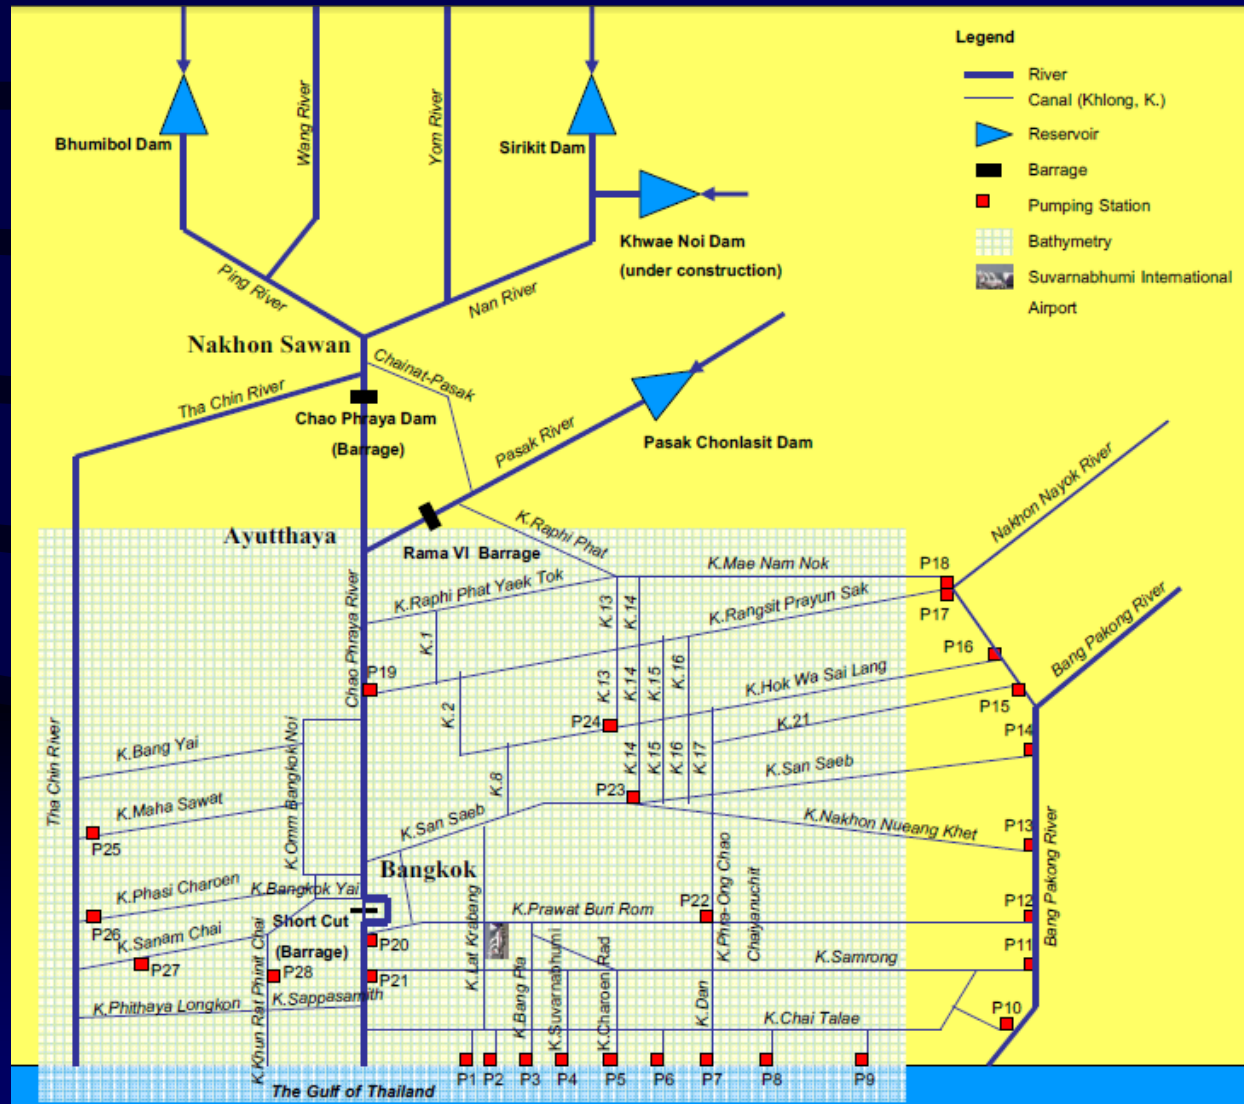 Legend
River
Canal (Khlong, K.)
Reservoir
Barrage
Pumping Station
Bathymetry
Suvarnabhumi International
Airport
Bhumibol Dam
Wang River
Yom River
Sirikit Dam
Khwae Noi Dam
(under construction)
Ping River
Nan River
Nakhon Sawan
Chainat-Pasak
Tha Chin River
Chao Phraya Dam
(Barrage)
Pasak River
Pasak Chonlasit Dam
Nakhon Nayok River
Ayutthaya
Rama VI Barrage
K.Raphi Phat
K.Mae Nam Nok
P18
K.Raphi Phat Yaek Tok
K.13
K.14
K.Rangsit Prayun Sak
P17
Bang Pakong River
Chao Phraya River
K.1
P19
K.16
P16
K.13
K.14
K.15
K.Hok Wa Sai Lang
P15
K.2
P24
K.21
P14
Tha Chin River
K.Bang Yai
K.Omm Bangkok Noi
K.8
K.14
K.15
K.16
K.17
K.San Saeb
P23
K.Maha Sawat
K.San Saeb
K.Nakhon Nueang Khet
P13
P25
Bangkok
K.Phra-Ong Chao
Chaiyanuchit
Bang Pakong River
K.Phasi Charoen
K.Bangkok Yai
K.Prawat Buri Rom
P22
P12
P26
Short Cut
(Barrage)
K.Sanam Chai
P20
P11
P27
P28
P21
K.Lat Krabang
K.Samrong
K.Khun Rat Phinit Chai
K.Sappasamith
K.Phithaya Longkon
K.Bang Pla
K.Suvarnabhumi
K.Charoen Rad
K.Dan
K.Chai Talae
P10
P1
P2
P3
P4
P5
P6
P7
P8
P9
The Gulf of Thailand